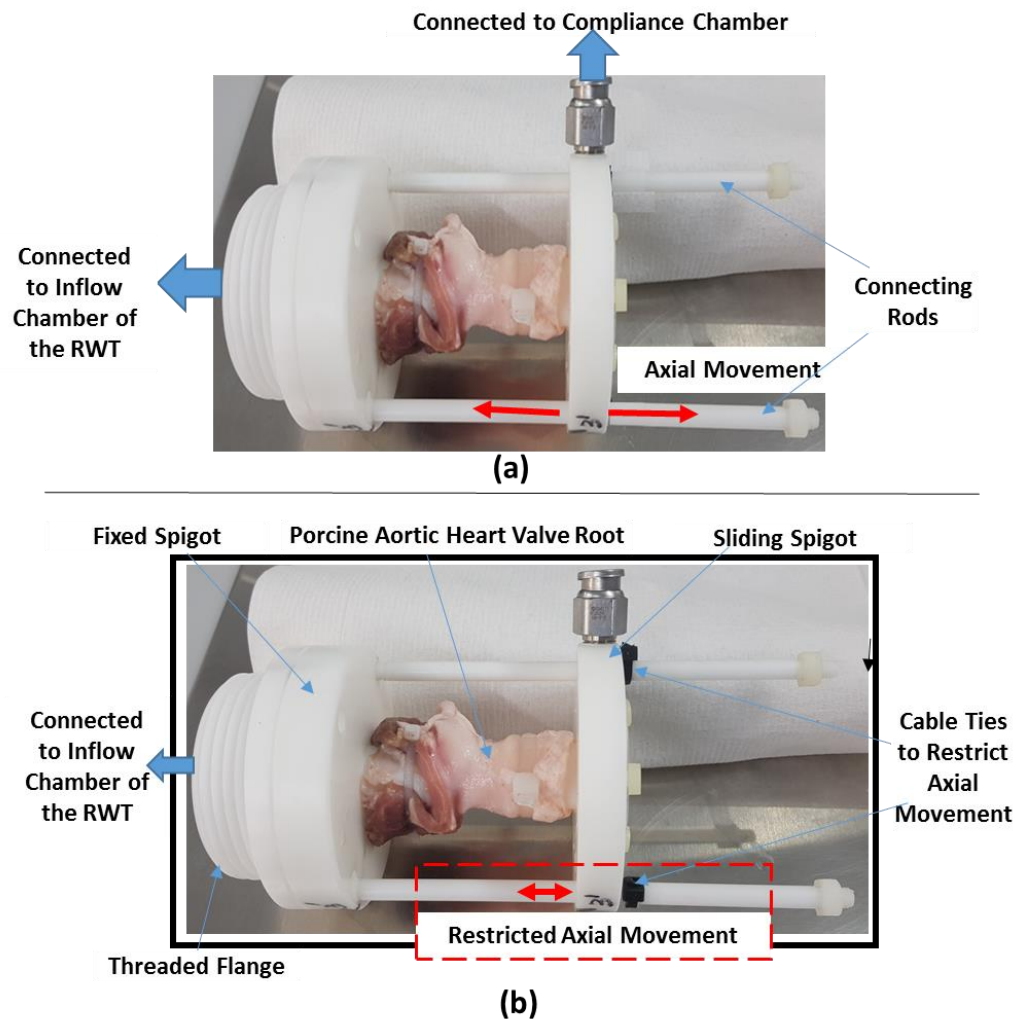 Connected to Compliance Chamber
Connected
to Inflow
Chamber of
the RWT
Connecting
Rods
Axial Movement
(a)
Fixed Spigot
Porcine Aortic Heart Valve Root
Sliding Spigot
Connected
to Inflow
Chamber of
the RWT
Cable Ties
to Restrict
Axial
Movement
Restricted Axial Movement
Threaded Flange
(b)